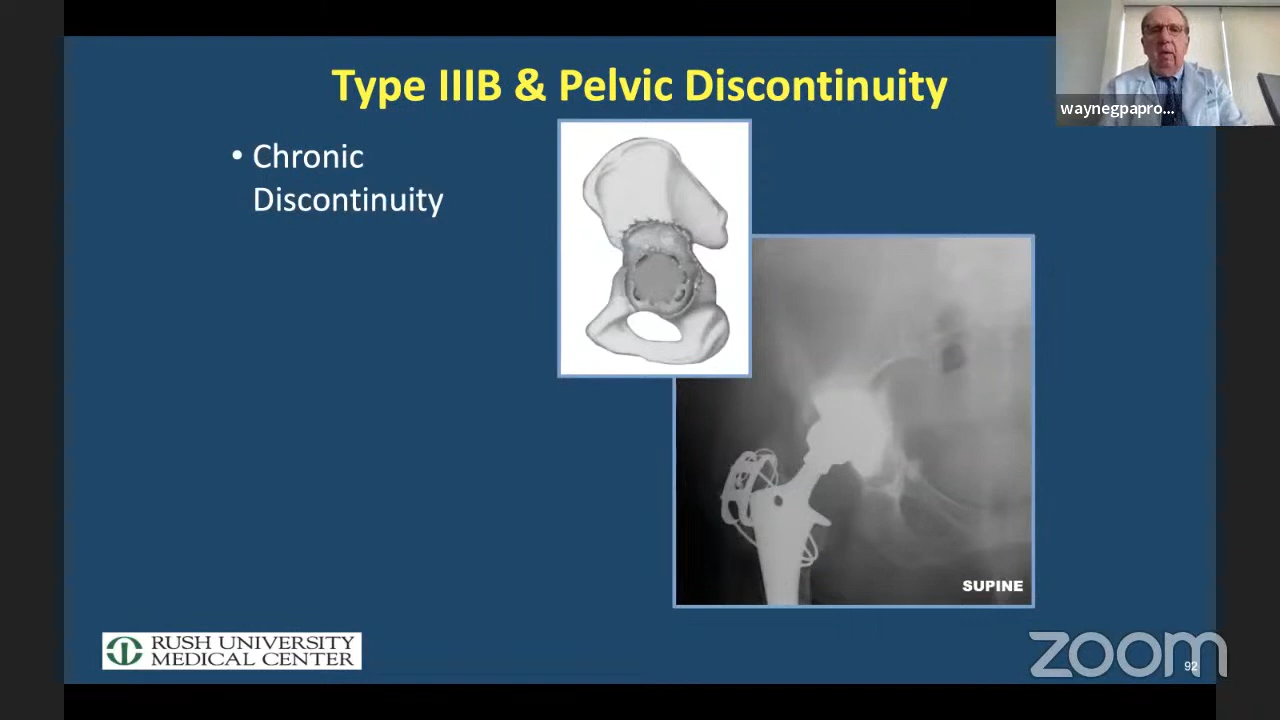 Type IIIB & Pelvic Discontinuity
waynegpapro...
• Chronic
Discontinuity
SUPINE
RUSH UNIVERSITY
MEDICAL CENTER
zoom
92